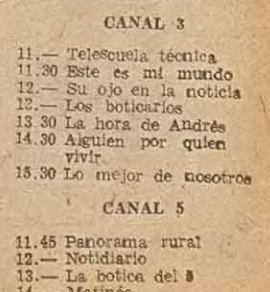 CANAL 3
11.— Telescuela técnica
11.30 Este es mi mundo
12.— Su ojo en la noticia
13.— Los boticarios
13 30 La hora de Andrés
14.30 Alguien por quien
vivir
15.30 Lo mejor de nosotros
CANAL 5
11.45 Panorama rural
12.— Notidiario
13.— La botica del 5
14.— Matinée